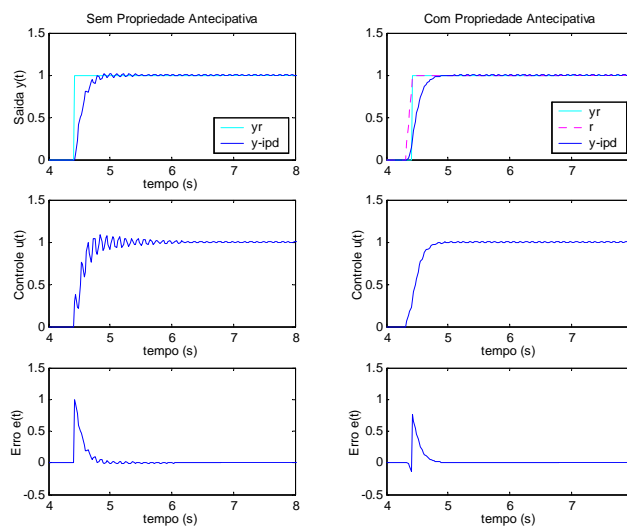 Sem Propriedade Antecipativa
1.5
1
0.5
0
Saida y(t)
yr
y-ipd
4
5
6
7
8
tempo (s)
Com Propriedade Antecipativa
1.5
1
0.5
0
Saida y(t)
yr
r
y-ipd
4
5
6
7
tempo (s)
1.5
1
0.5
0
Controle u(t)
4
5
6
7
8
tempo (s)
1.5
1
0.5
0
Controle u(t)
4
5
6
7
tempo (s)
1.5
1
0.5
0
-0.5
Erro e(t)
4
5
6
7
8
tempo (s)
1.5
1
0.5
0
-0.5
Erro e(t)
4
5
6
7
tempo (s)